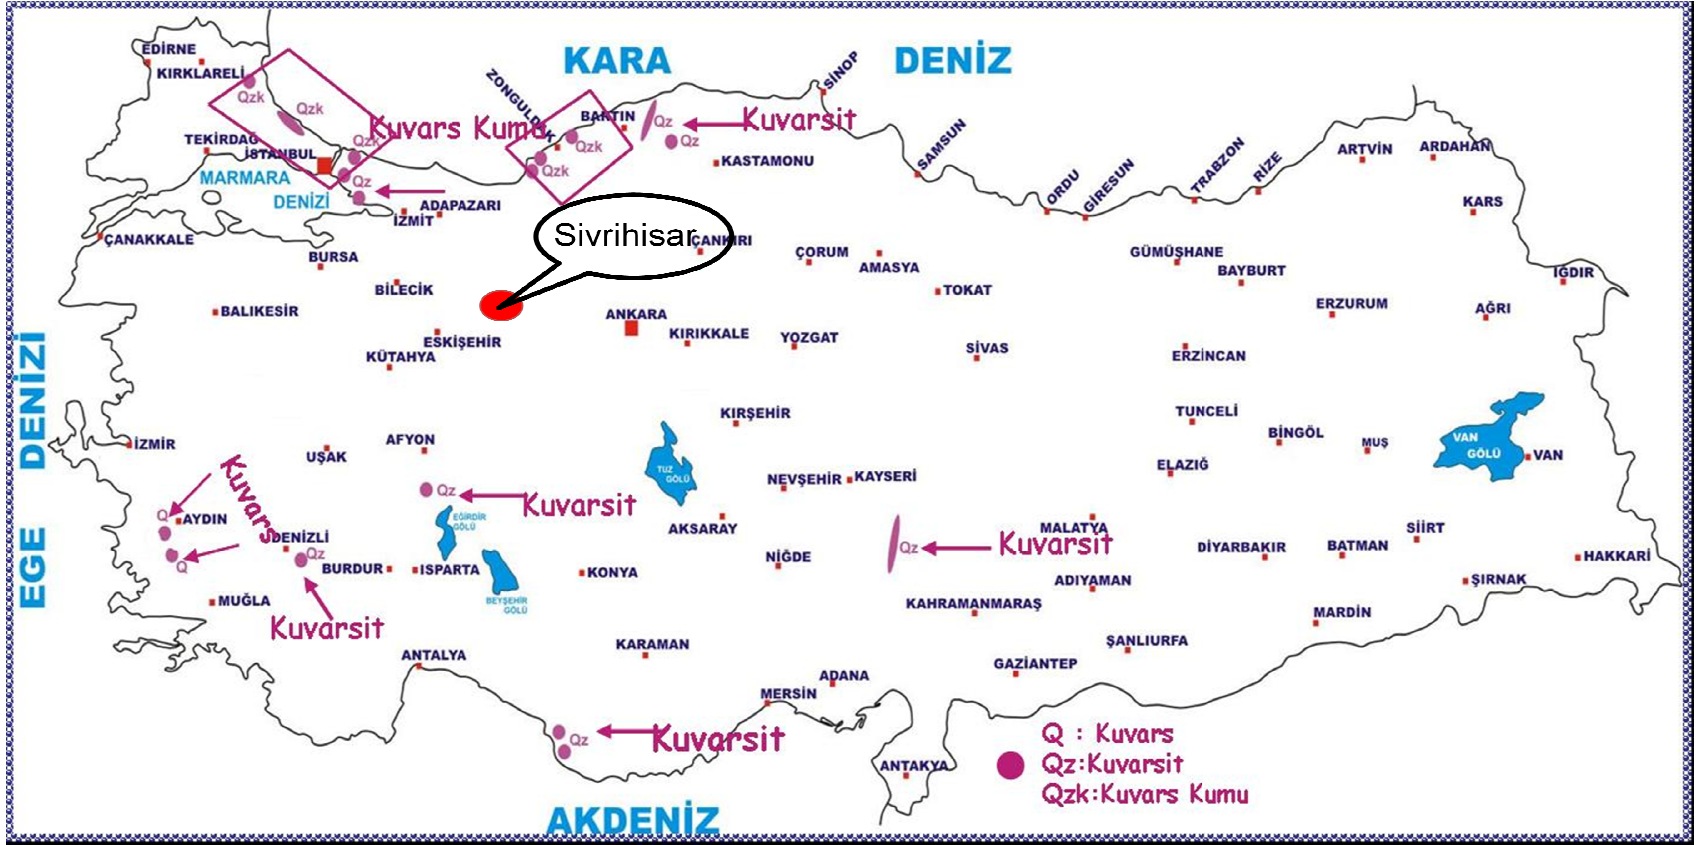 KARA DENİZ
EDİRNE
KIRKLARELİ
Qzk
Qzk
Kuvars Kumu
Qzk
TEKİRDAĞ
İSTANBUL
MARMARA
DENİZİ
Qz
ZONGULDAK
BARTIN
Qzk
Qzk
Qz
Kuvarsit
Qz
KASTAMONU
SİNOP
SAMSUN
ORDU
GİRESUN
TRABZON
RİZE
ARTVİN
ARDAHAN
KARS
ÇANAKKALE
BURSA
İZMİT
ADAPAZARI
Sivrihisar
ÇANKIRI
ÇORUM
AMASYA
TOKAT
GÜMÜŞHANE
BAYBURT
IĞDIR
BALIKESİR
BİLECİK
ESKİŞEHİR
KÜTAHYA
ANKARA
KIRIKKALE
YOZGAT
SİVAS
ERZİNCAN
ERZURUM
AĞRI
EGE DENİZİ
İZMİR
UŞAK
AFYON
KIRŞEHİR
TUZ
GÖLÜ
NEVŞEHİR
KAYSERİ
TUNCELİ
BİNGÖL
MUŞ
ELAZIĞ
VAN
GÖLÜ
VAN
Kuvars
Q
AYDIN
Q
DENİZLİ
Qz
Kuvarsit
Qz
Kuvarsit
EĞİRDİR
GÖLÜ
BURDUR
ISPARTA
BEYŞEHİR
GÖLÜ
KONYA
AKSARAY
NİĞDE
Qz
Kuvarsit
MALATYA
ADIYAMAN
DİYARBAKIR
BATMAN
SİİRT
HAKKARİ
ŞIRNAK
MARDİN
MUĞLA
ANTALYA
KARAMAN
KAHRAMANMARAŞ
ŞANLIURFA
GAZİANTEP
ADANA
MERSİN
Qz
Kuvarsit
ANTAKYA
AKDENİZ
Q : Kuvars
Qz:Kuvarsit
Qzk:Kuvars Kumu